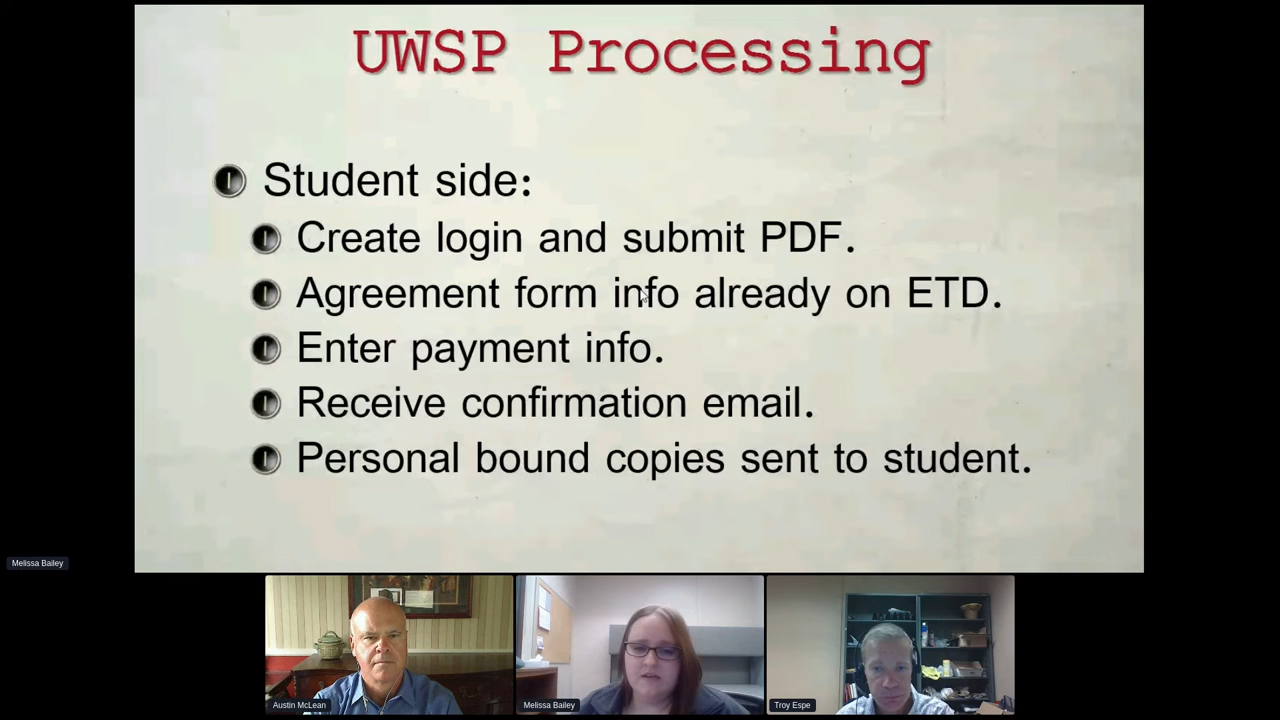 UWSP Processing
Student side:
Create login and submit PDF.
Agreement form info already on ETD.
Enter payment info.
Receive confirmation email.
Personal bound copies sent to student.
Melissa Bailey
Austin McLean
Melissa Bailey
Troy Espe